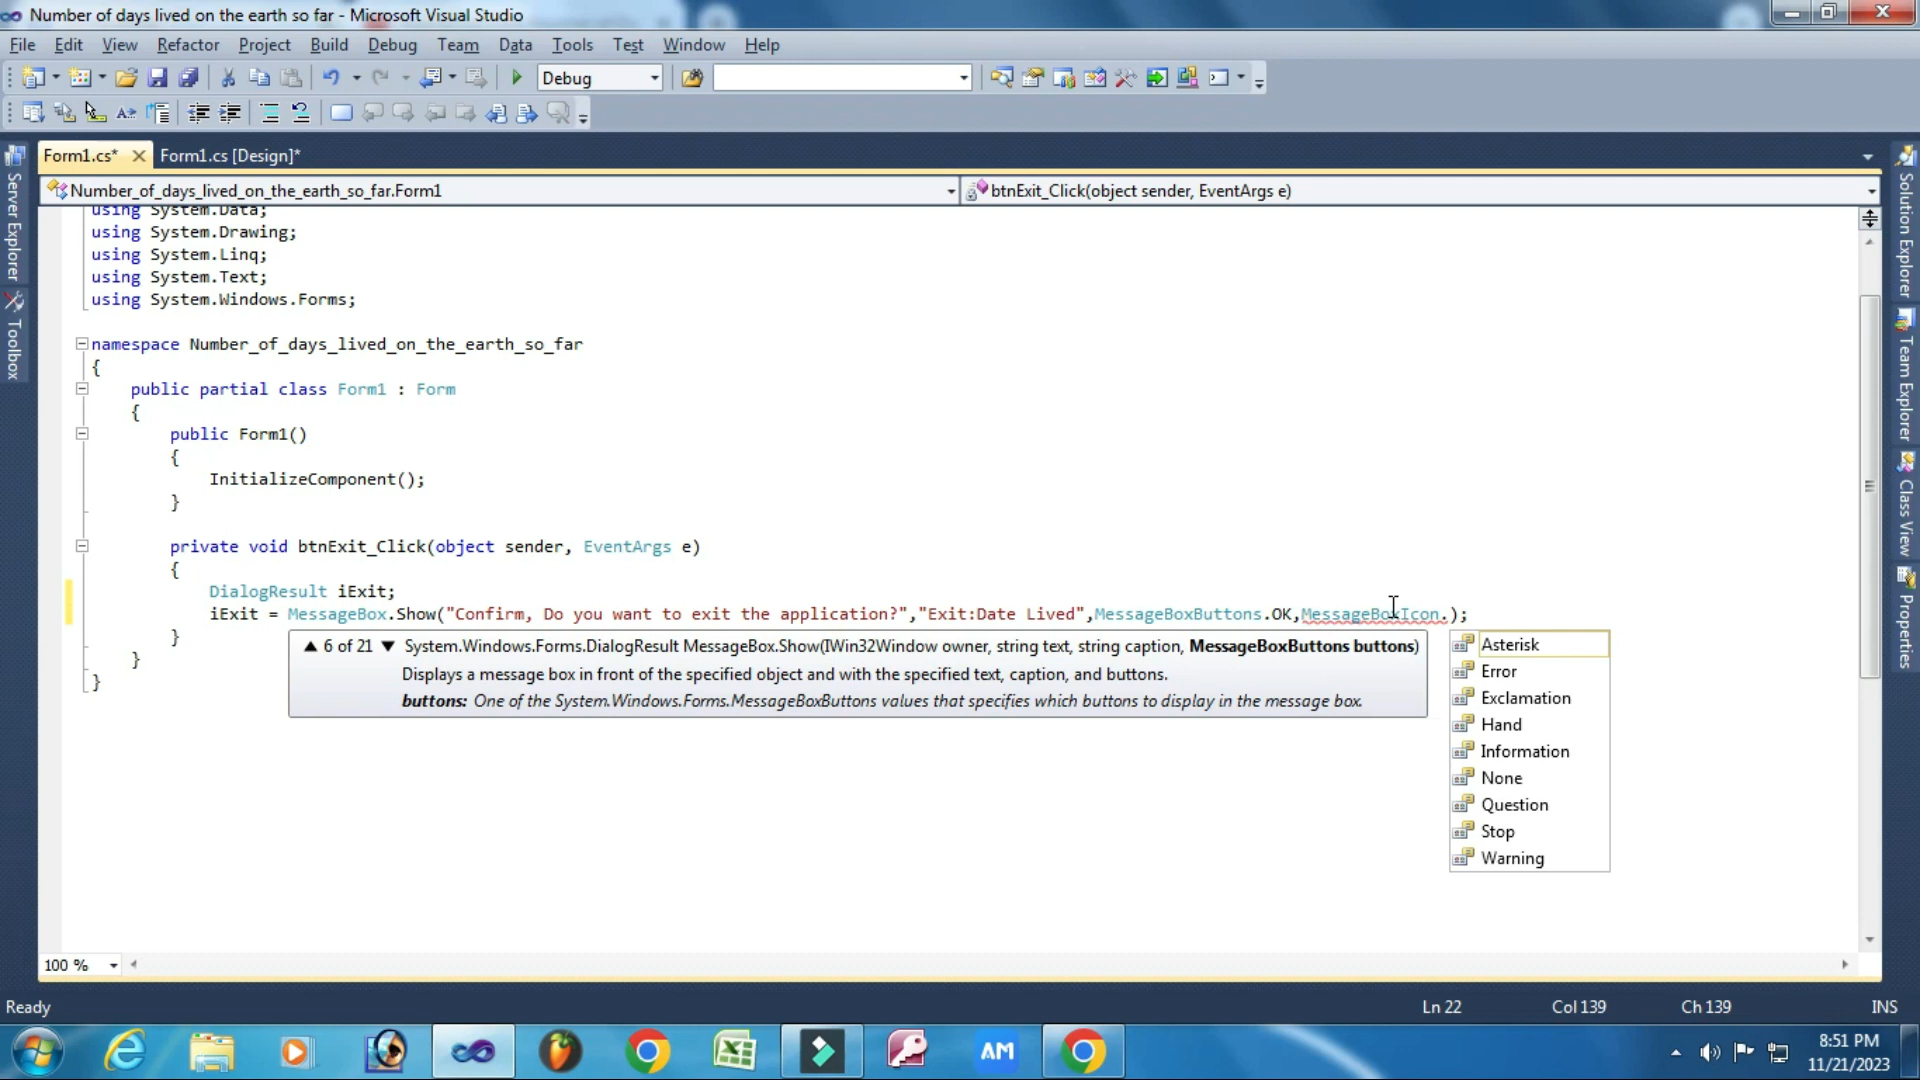 Number of days lived on the earth so far - Microsoft Visual Studio
File Edit View Refactor Project Build Debug Team Data Tools Test Window Help
Debug
Form1.cs* Form1.cs [Design]*
Number_of_days_lived_on_the_earth_so_far.Form1 btnExit_Click(object sender, EventArgs e)
using System.Data;
using System.Drawing;
using System.Linq;
using System.Text;
using System.Windows.Forms;
namespace Number_of_days_lived_on_the_earth_so_far
{
public partial class Form1 : Form
{
public Form1()
{
InitializeComponent();
}
private void btnExit_Click(object sender, EventArgs e)
{
DialogResult iExit;
iExit = MessageBox.Show("Confirm, Do you want to exit the application?","Exit:Date Lived",MessageBoxButtons.OK,MessageBoxIcon.);
}
}
}
6 of 21 System.Windows.Forms.DialogResult MessageBox.Show(IWin32Window owner, string text, string caption, MessageBoxButtons buttons)
Displays a message box in front of the specified object and with the specified text, caption, and buttons.
buttons: One of the System.Windows.Forms.MessageBoxButtons values that specifies which buttons to display in the message box.
Asterisk
Error
Exclamation
Hand
Information
None
Question
Stop
Warning
Server Explorer
Toolbox
Solution Explorer
Team Explorer
Class View
Properties
100 %
Ready Ln 22 Col 139 Ch 139 INS
AM
8:51 PM
11/21/2023